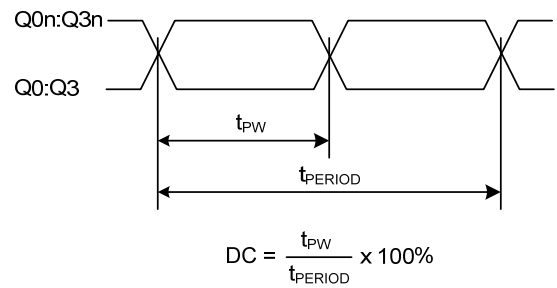 Q0n:Q3n
Q0:Q3
tPW
tPERIOD
DC = tPW / tPERIOD x 100%